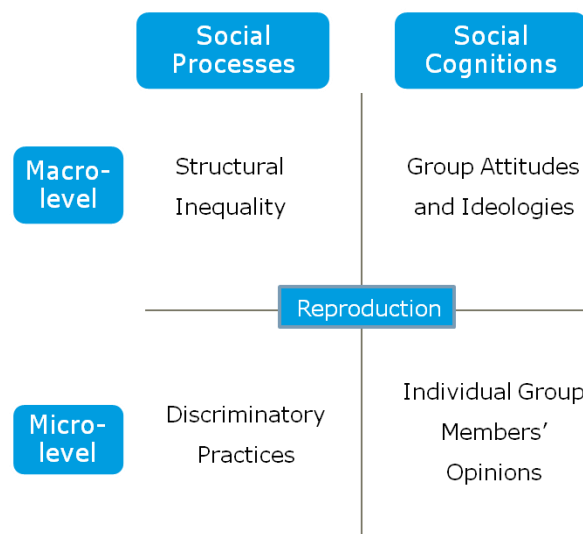 Social
Processes
Social
Cognitions
Macro-
level
Structural
Inequality
Group Attitudes
and Ideologies
Reproduction
Micro-
level
Discriminatory
Practices
Individual Group
Members’
Opinions